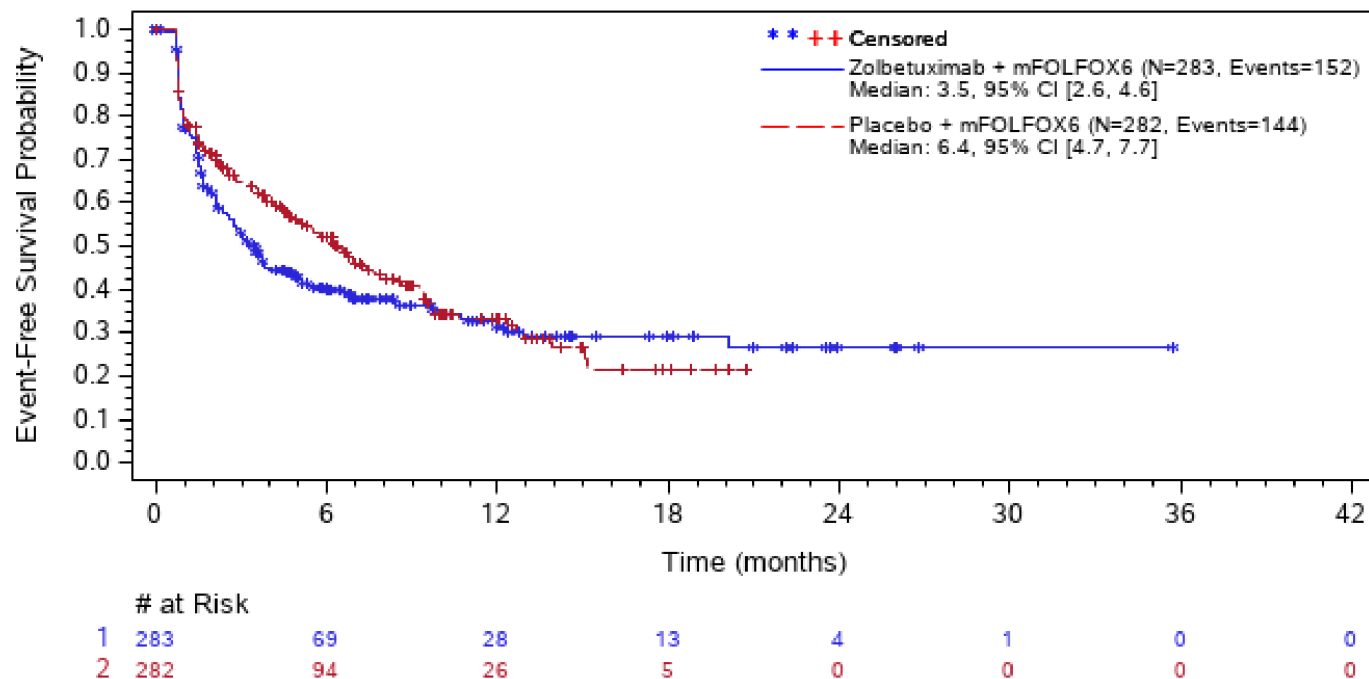 Event-Free Survival Probability
1.0
0.9
0.8
0.7
0.6
0.5
0.4
0.3
0.2
0.1
0.0
** ++ Censored
Zolbetuximab + mFOLFOX6 (N=283, Events=152)
Median: 3.5, 95% CI [2.6, 4.6]
Placebo + mFOLFOX6 (N=282, Events=144)
Median: 6.4, 95% CI [4.7, 7.7]
0 6 12 18 24 30 36 42
Time (months)
# at Risk
1 283 69 28 13 4 1 0 0
2 282 94 26 5 0 0 0 0